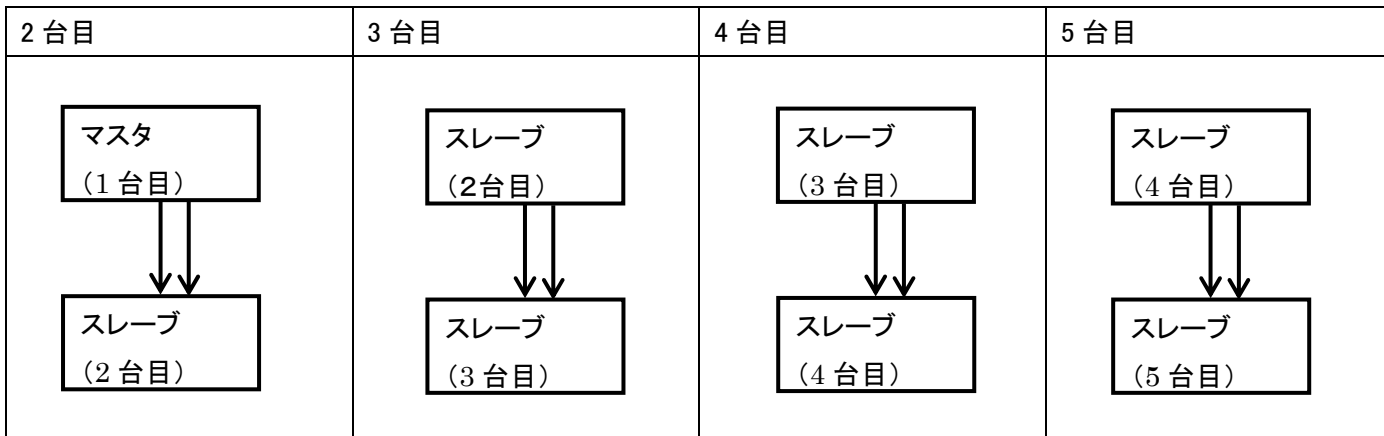 2 台目
3 台目
4 台目
5 台目
マスタ
（1 台目）
スレーブ
（2 台目）
スレーブ
（２台目）
スレーブ
（3 台目）
スレーブ
（3 台目）
スレーブ
（4 台目）
スレーブ
（4 台目）
スレーブ
（5 台目）